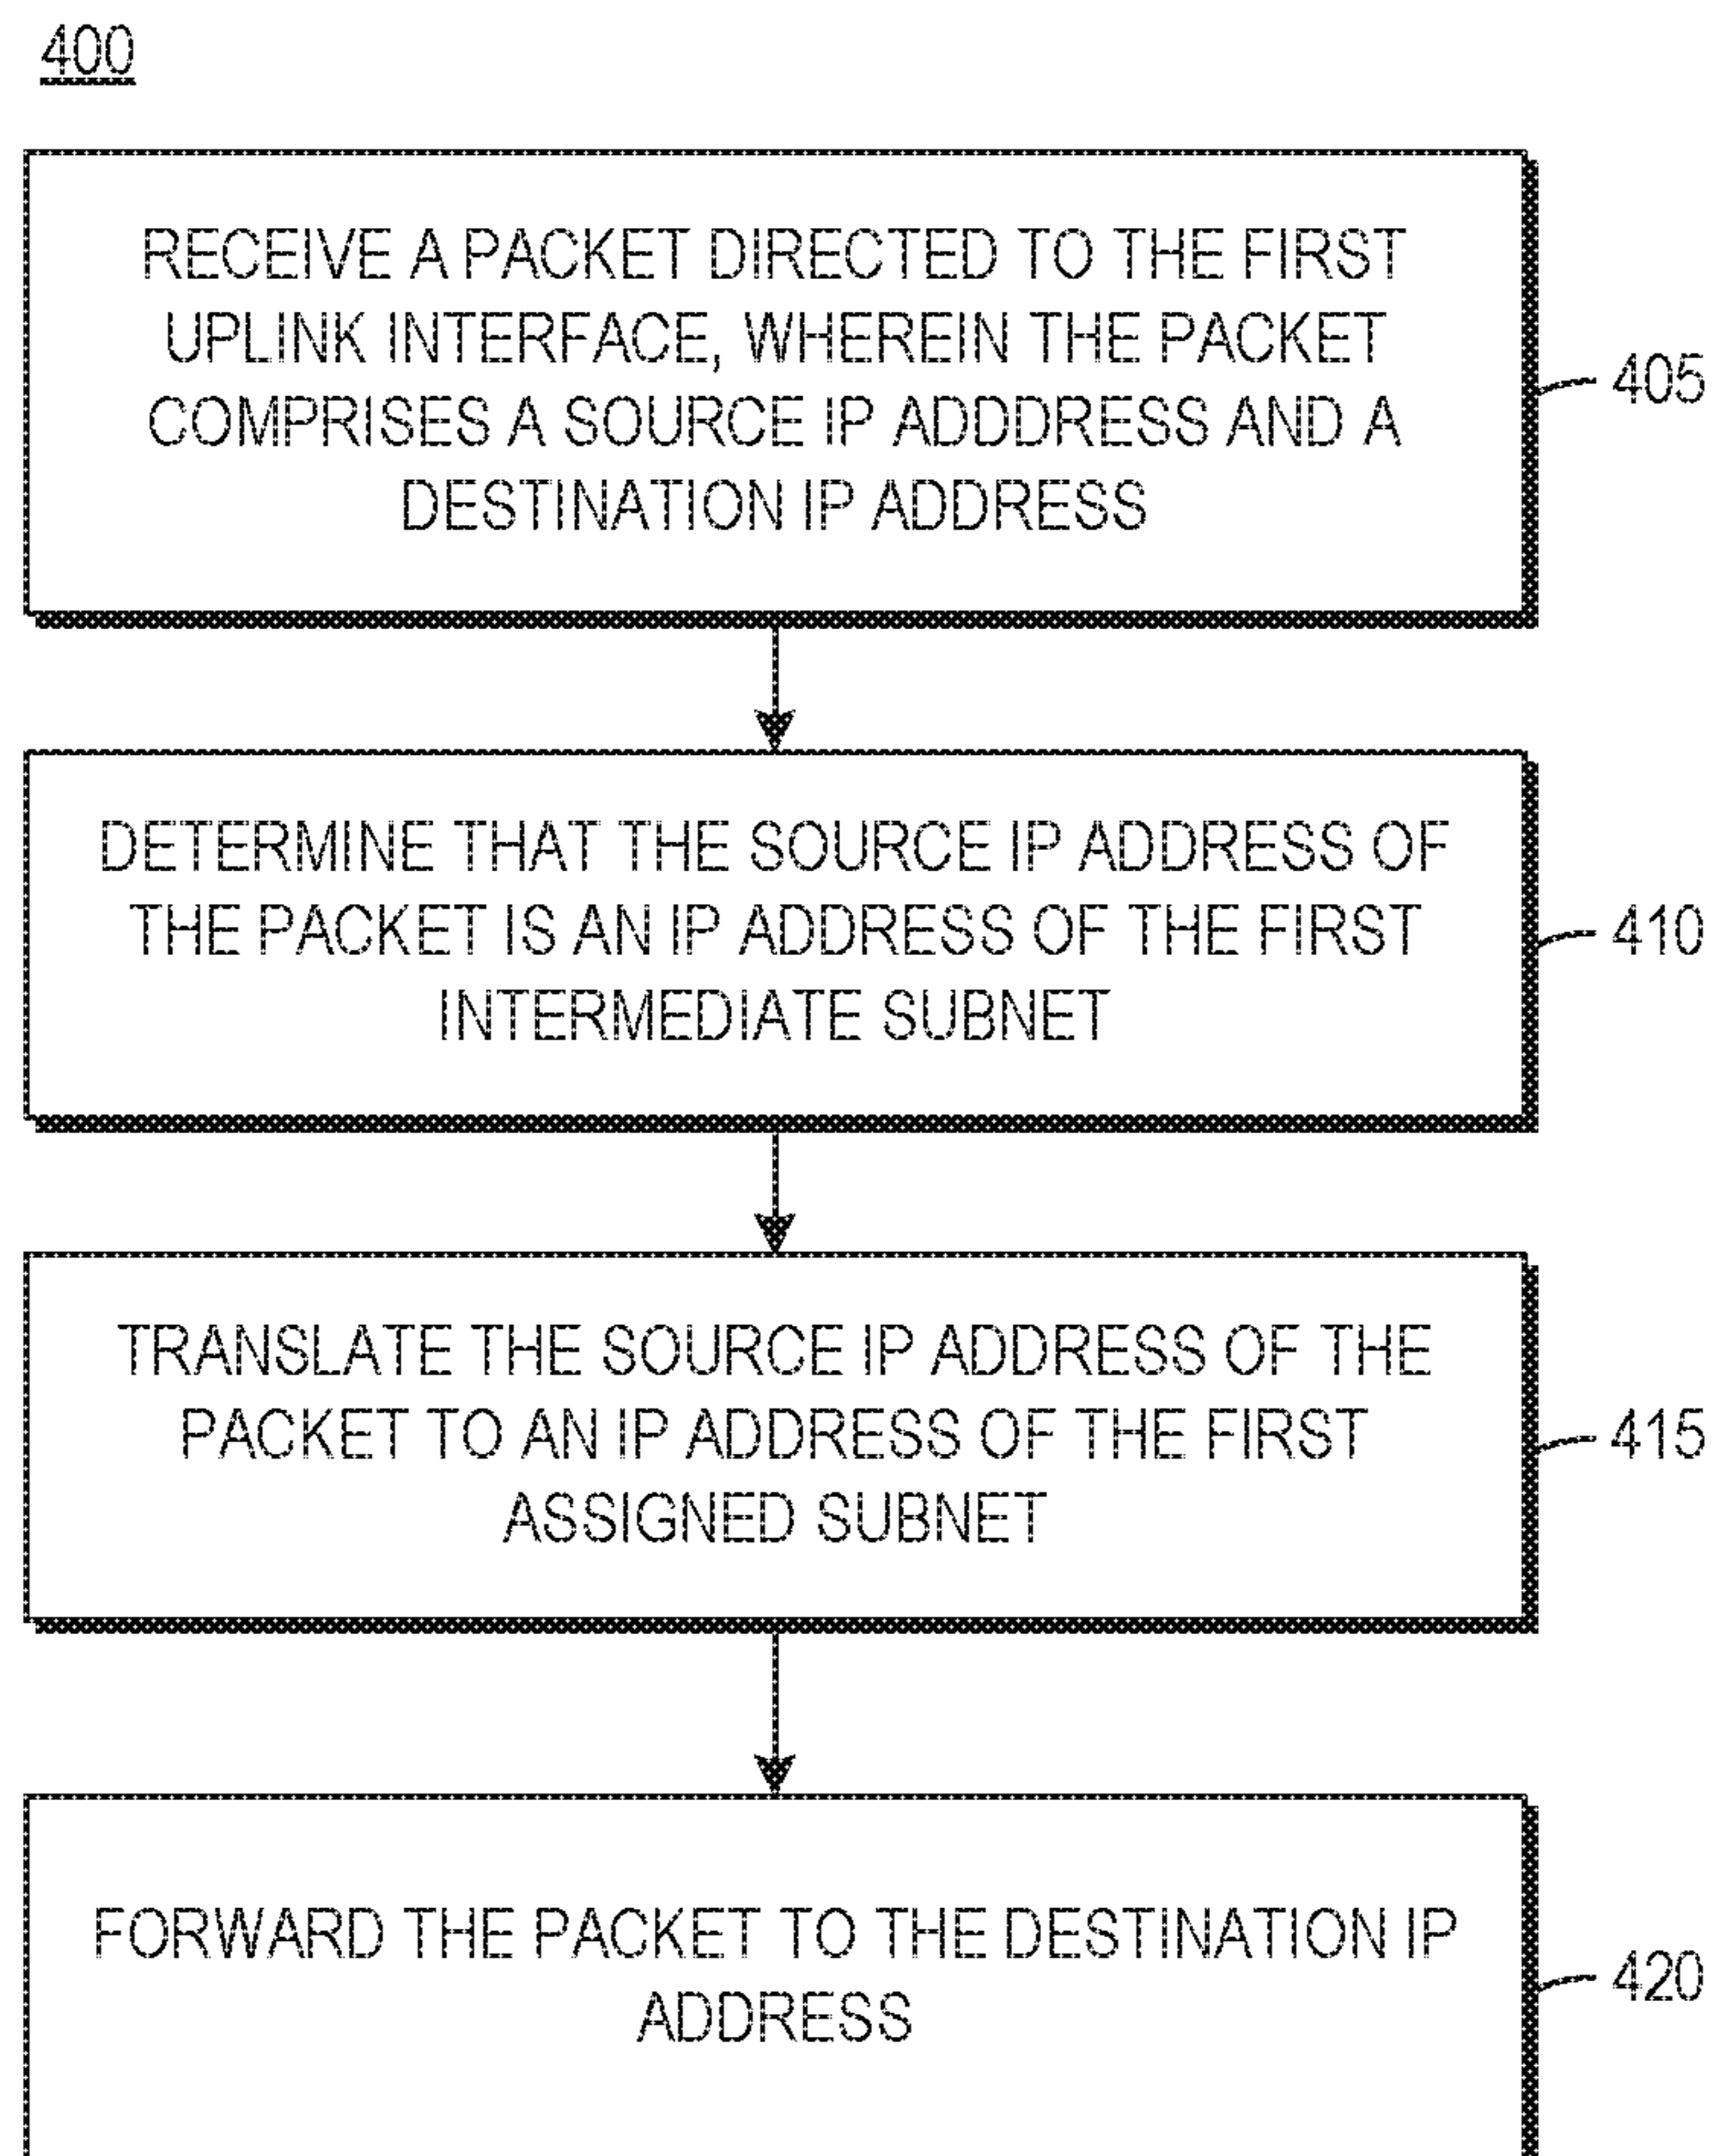 400
RECEIVE A PACKET DIRECTED TO THE FIRST
UPLINK INTERFACE, WHEREIN THE PACKET
COMPRISES A SOURCE IP ADDDRESS AND A
DESTINATION IP ADDRESS
405
DETERMINE THAT THE SOURCE IP ADDRESS OF
THE PACKET IS AN IP ADDRESS OF THE FIRST
INTERMEDIATE SUBNET
410
TRANSLATE THE SOURCE IP ADDRESS OF THE
PACKET TO AN IP ADDRESS OF THE FIRST
ASSIGNED SUBNET
415
FORWARD THE PACKET TO THE DESTINATION IP
ADDRESS
420